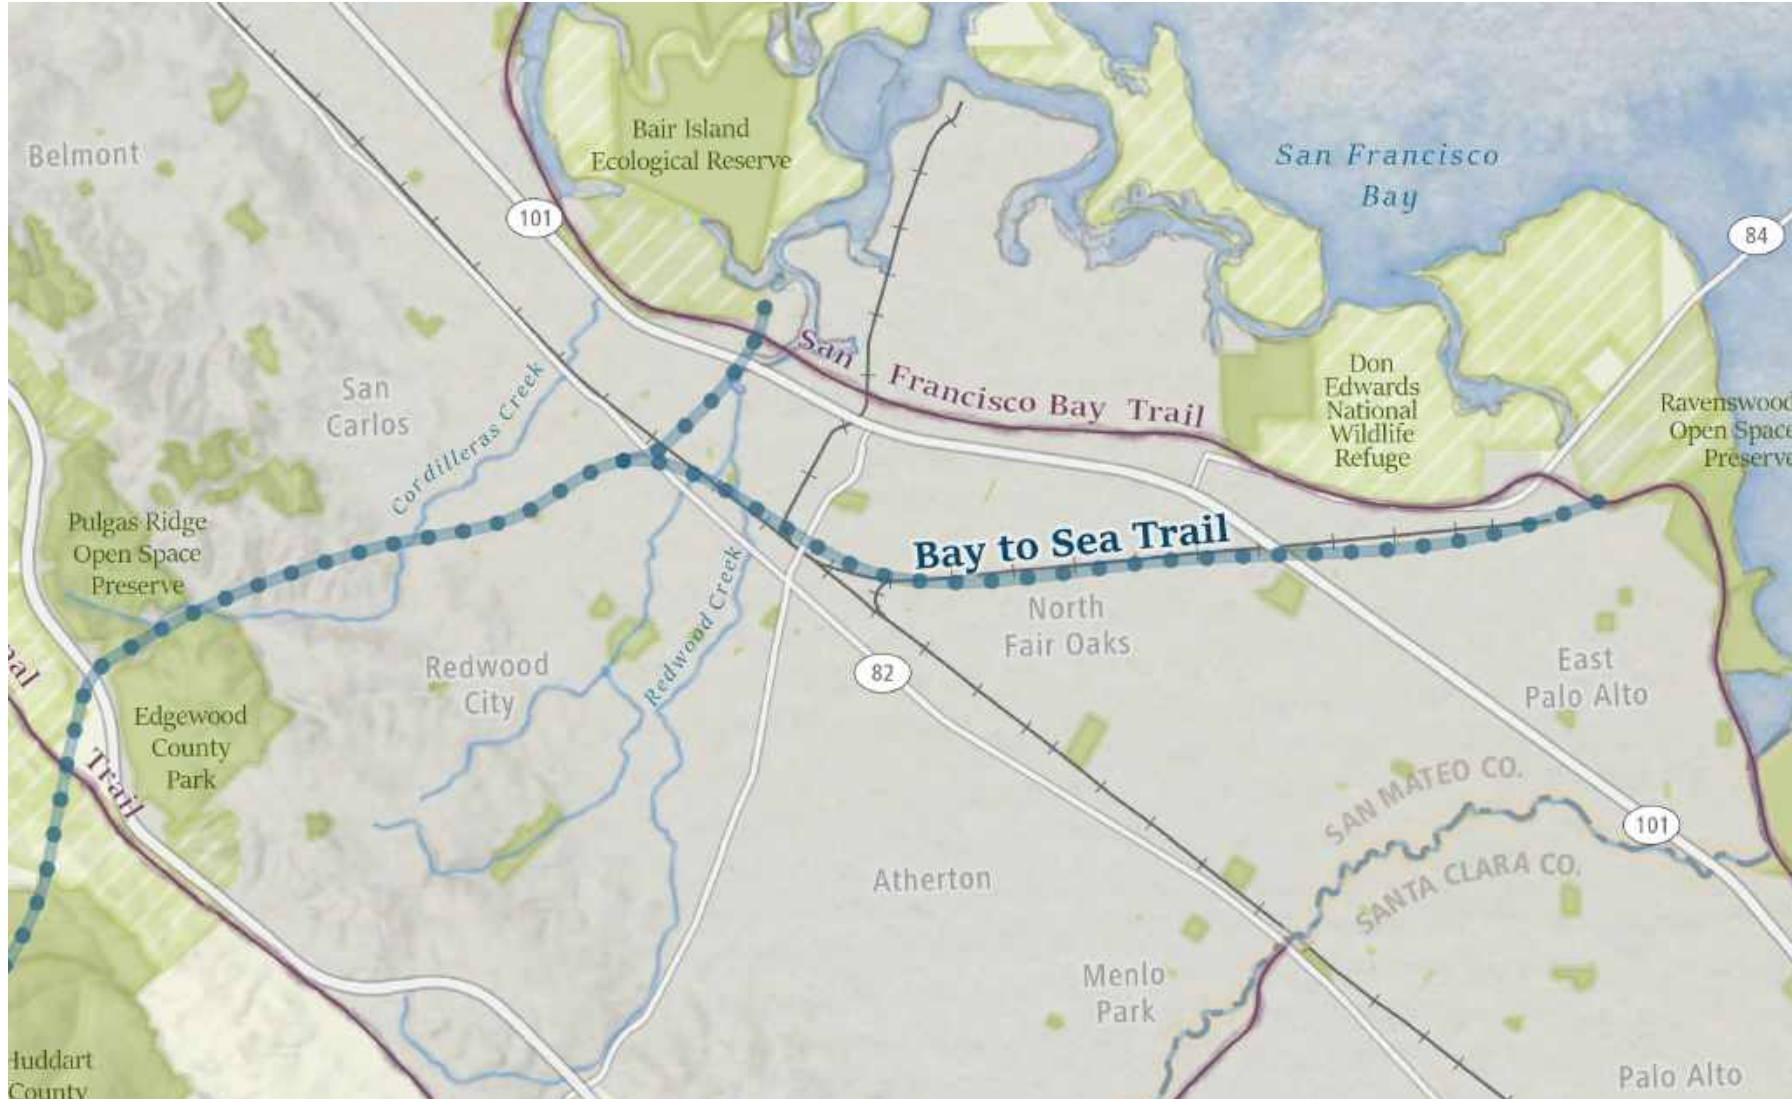 Belmont
Bair Island
Ecological Reserve
San Francisco
Bay
101
84
San Francisco Bay Trail
San
Carlos
Cordilleras Creek
Don
Edwards
National
Wildlife
Refuge
Ravenswood
Open Space
Preserve
Pulgas Ridge
Open Space
Preserve
Bay to Sea Trail
North
Fair Oaks
Redwood Creek
Redwood
City
82
East
Palo Alto
Edgewood
County
Park
Trail
SAN MATEO CO.
101
SANTA CLARA CO.
Atherton
Menlo
Park
Huddart
County
Palo Alto